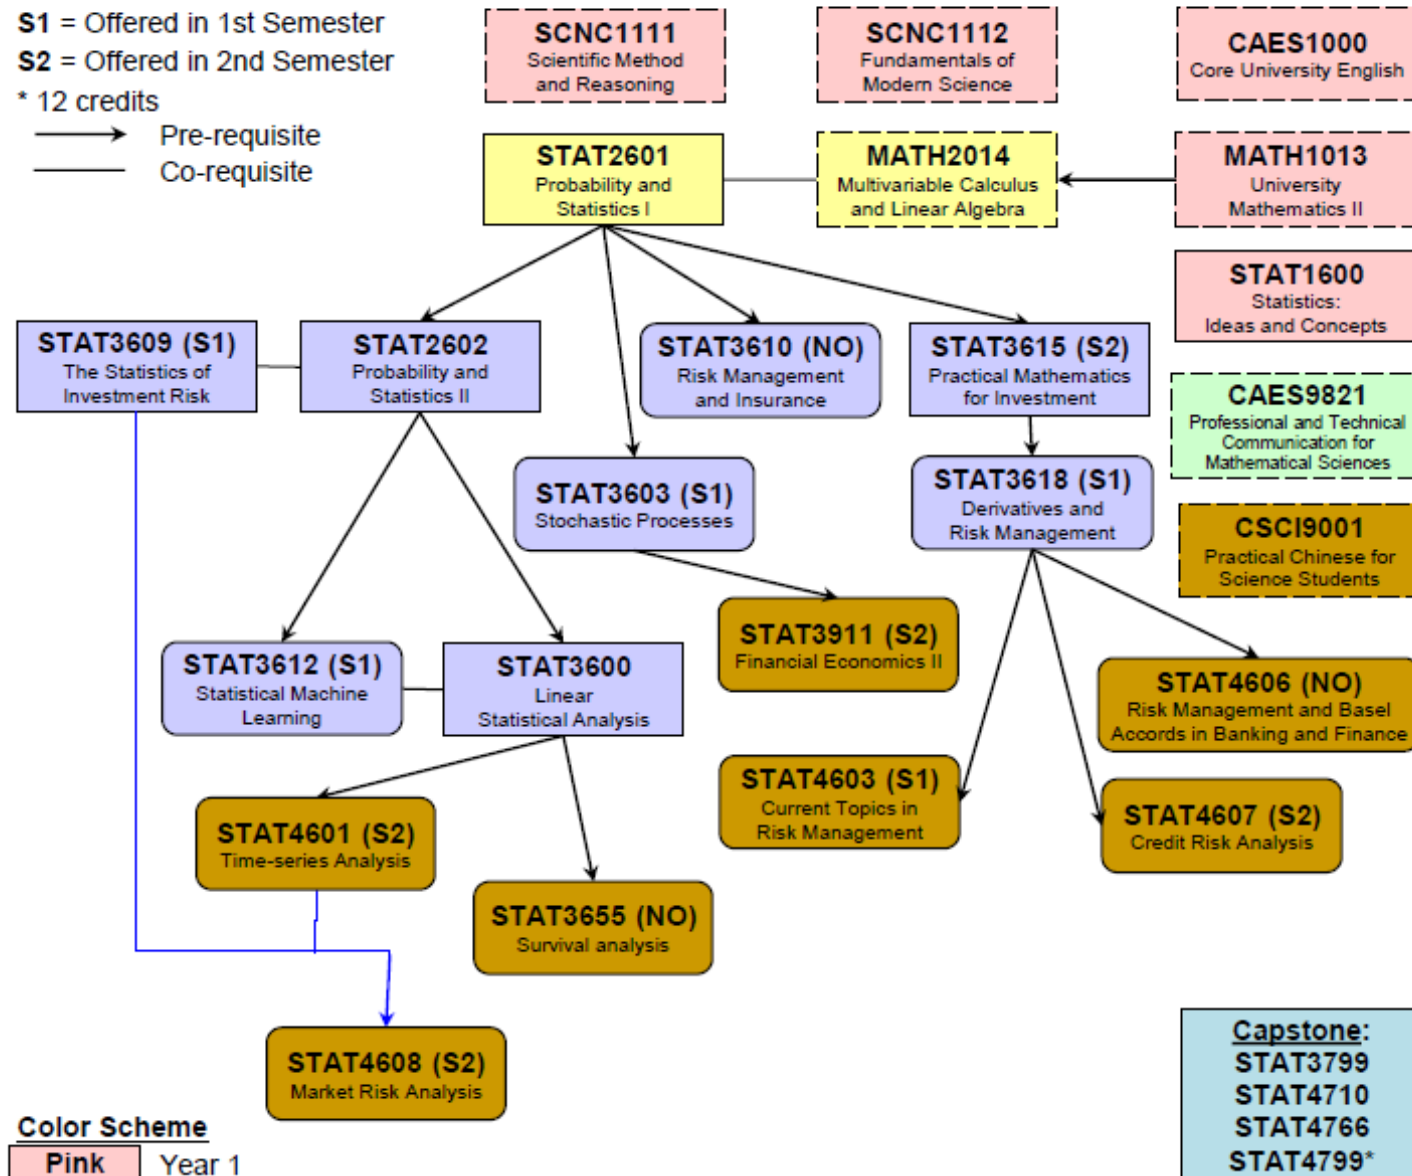 S1 = Offered in 1st Semester
S2 = Offered in 2nd Semester
* 12 credits
Pre-requisite
Co-requisite
SCNC1111
Scientific Method
and Reasoning
SCNC1112
Fundamentals of
Modern Science
CAES1000
Core University English
STAT2601
Probability and
Statistics I
MATH2014
Multivariable Calculus
and Linear Algebra
MATH1013
University
Mathematics II
STAT1600
Statistics:
Ideas and Concepts
STAT3609 (S1)
The Statistics of
Investment Risk
STAT2602
Probability and
Statistics II
STAT3610 (NO)
Risk Management
and Insurance
STAT3615 (S2)
Practical Mathematics
for Investment
CAES9821
Professional and Technical
Communication for
Mathematical Sciences
STAT3603 (S1)
Stochastic Processes
STAT3618 (S1)
Derivatives and
Risk Management
CSCI9001
Practical Chinese for
Science Students
STAT3612 (S1)
Statistical Machine
Learning
STAT3600
Linear
Statistical Analysis
STAT3911 (S2)
Financial Economics II
STAT4606 (NO)
Risk Management and Basel
Accords in Banking and Finance
STAT4603 (S1)
Current Topics in
Risk Management
STAT4607 (S2)
Credit Risk Analysis
STAT4601 (S2)
Time-series Analysis
STAT3655 (NO)
Survival analysis
STAT4608 (S2)
Market Risk Analysis
Capstone:
STAT3799
STAT4710
STAT4766
STAT4799*
Color Scheme
Pink Year 1